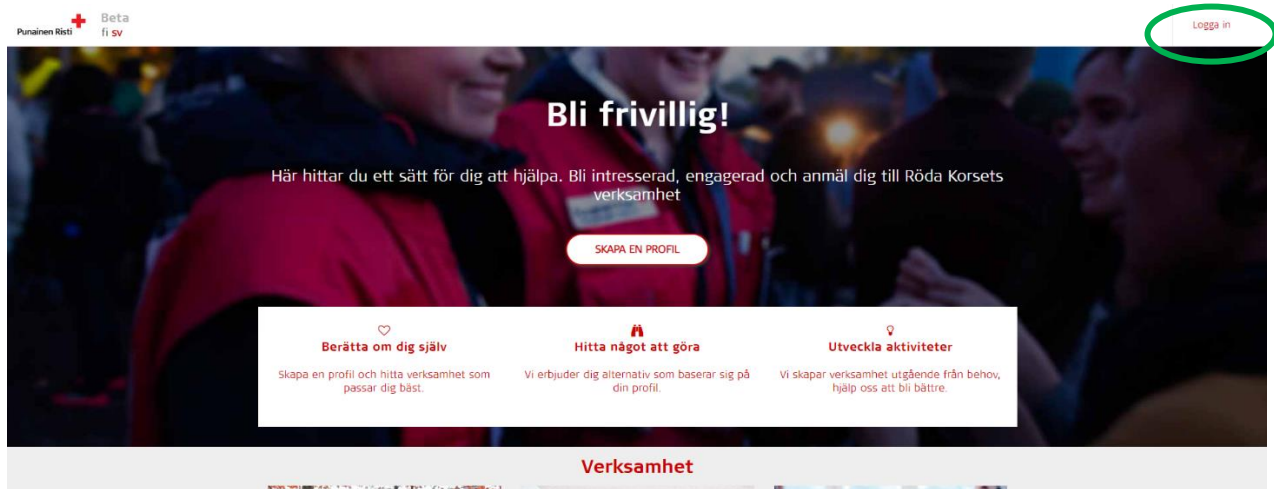 Punainen Risti
Beta
fi sv
Logga in
Bli frivillig!
Här hittar du ett sätt för dig att hjälpa. Bli intresserad, engagerad och anmäl dig till Röda Korsets
verksamhet
SKAPA EN PROFIL
Berätta om dig själv
Skapa en profil och hitta verksamhet som
passar dig bäst.
Hitta något att göra
Vi erbjuder dig alternativ som baserar sig på
din profil.
Utveckla aktiviteter
Vi skapar verksamhet utgående från behov,
hjälp oss att bli bättre.
Verksamhet